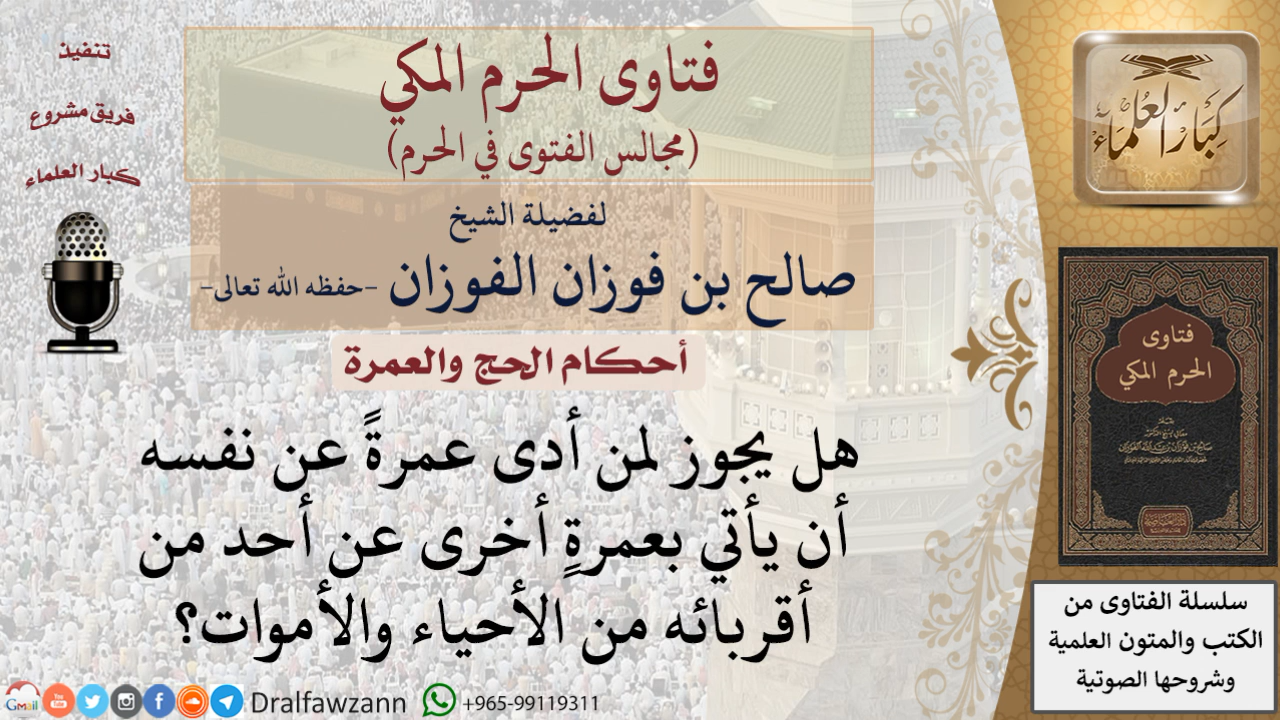 فتاوى الحرم المكي
(مجالس الفتوى في الحرم)
لفضيلة الشيخ
صالح بن فوزان الفوزان -حفظه الله تعالى-
أحكام الحج والعمرة
هل يجوز لمن أدى عمرةً عن نفسه
أن يأتي بعمرةٍ أخرى عن أحد من
أقربائه من الأحياء والأموات؟
كبار العلماء
فتاوى
الحرم المكي
سلسلة الفتاوى من
الكتب والمتون العلمية
وشروحها الصوتية
تنفيذ
فريق مشروع
كبار العلماء
Gmail
You Tube
Dralfawzann
+965-99119311